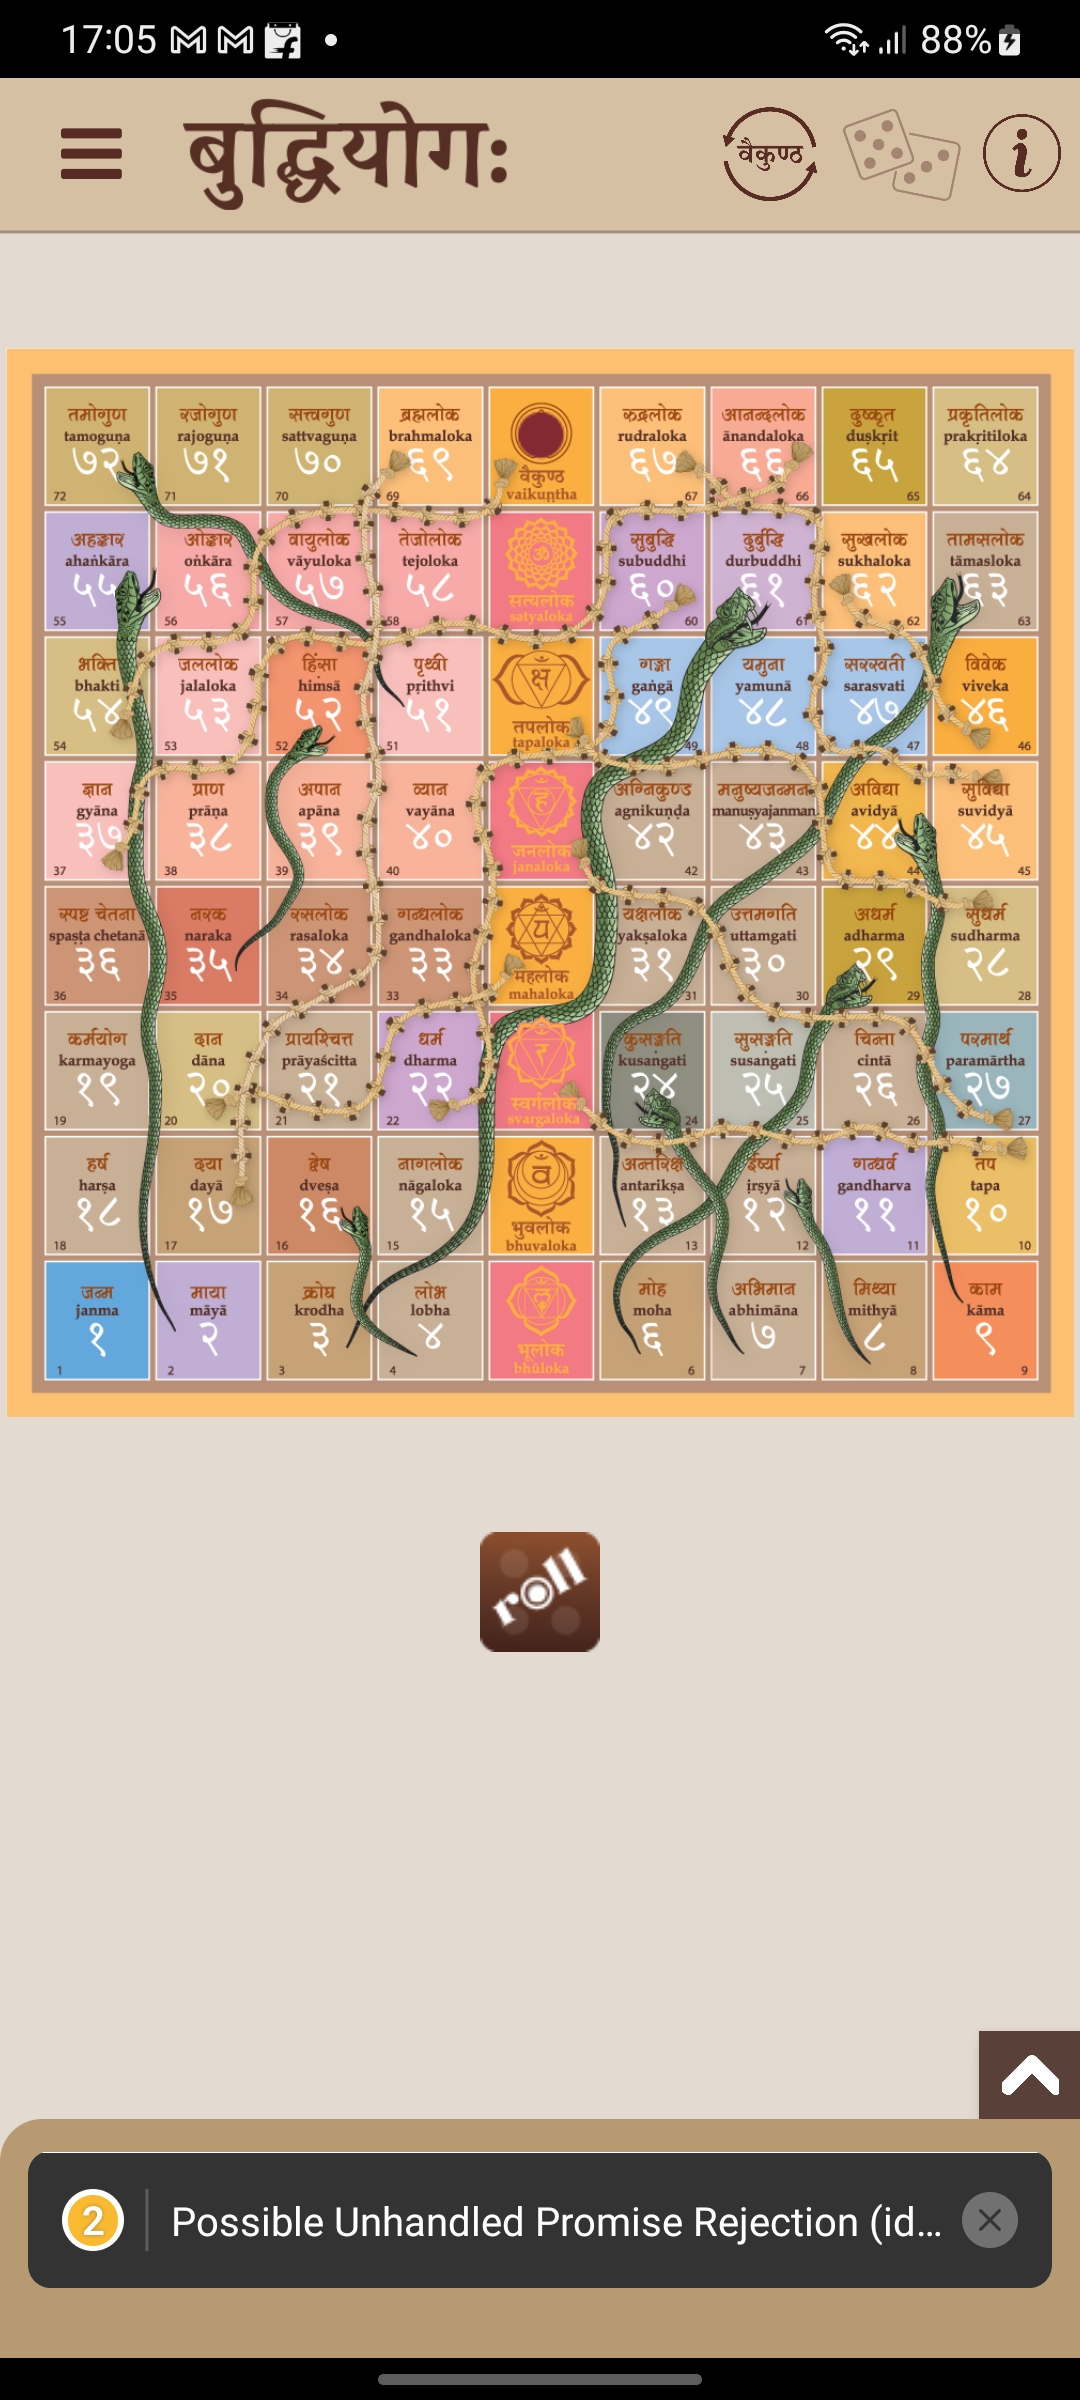 17:05 88%
बुद्धियोगः
वैकुण्ठ
तमोगुण रजोगुण सत्त्वगुण ब्रह्मलोक रुद्रलोक आनन्दलोक दुष्कृत प्रकृतिलोक
tamoguṇa rajoguṇa sattvaguṇa brahmaloka rudraloka ānandaloka duṣkṛit prakṛitiloka
७२ ७१ ७० ६९ वैकुण्ठ ६७ ६६ ६५ ६४
72 71 70 69 vaikuṇtha 67 66 65 64
अहङ्कार ओङ्कार वायुलोक तेजोलोक सुबुद्धि दुर्बुद्धि सुखलोक तामसलोक
ahaṅkāra oṅkāra vāyuloka tejoloka ॐ subuddhi durbuddhi sukhaloka tāmasloka
५५ ५६ ५७ ५८ सत्यलोक ६० ६१ ६२ ६३
55 56 57 58 satyaloka 60 61 62 63
भक्ति जललोक हिंसा पृथ्वी क्ष गङ्गा यमुना सरस्वती विवेक
bhakti jalaloka hiṁsā pṛithvi gaṅgā yamunā sarasvati viveka
५४ ५३ ५२ ५१ तपलोक ४९ ४८ ४७ ४६
54 53 52 51 tapaloka 49 48 47 46
ज्ञान प्राण अपान व्यान ह अग्निकुण्ड मनुष्यजन्मन अविद्या सुविद्या
gyāna prāṇa apāna vayāna agnikuṇḍa manuṣyajanman avidyā suvidyā
३७ ३८ ३९ ४० जनलोक ४२ ४३ ४४ ४५
37 38 39 40 janaloka 42 43 44 45
स्पष्ट चेतना नरक रसलोक गन्धलोक य यक्षलोक उत्तमगति अधर्म सुधर्म
spaṣṭa chetanā naraka rasaloka gandhaloka yakṣaloka uttamgati adharma sudharma
३६ ३५ ३४ ३३ महलोक ३१ ३० २९ २८
36 35 34 33 mahaloka 31 30 29 28
कर्मयोग दान प्रायश्चित्त धर्म र कुसङ्गति सुसङ्गति चिन्ता परमार्थ
karmayoga dāna prāyaścitta dharma kusaṅgati susaṅgati cintā paramārtha
१९ २० २१ २२ स्वर्गलोक २४ २५ २६ २७
19 20 21 22 svargaloka 24 25 26 27
हर्ष दया द्वेष नागलोक व अन्तरिक्ष ईर्ष्या गन्धर्व तप
harṣa dayā dveṣa nāgaloka antarikṣa irṣyā gandharva tapa
१८ १७ १६ १५ भुवलोक १३ १२ ११ १०
18 17 16 15 bhuvaloka 13 12 11 10
जन्म माया क्रोध लोभ ल मोह अभिमान मिथ्या काम
janma māyā krodha lobha moha abhimāna mithyā kāma
१ २ ३ ४ भूलोक ६ ७ ८ ९
1 2 3 4 bhūloka 6 7 8 9
roll
2 Possible Unhandled Promise Rejection (id...